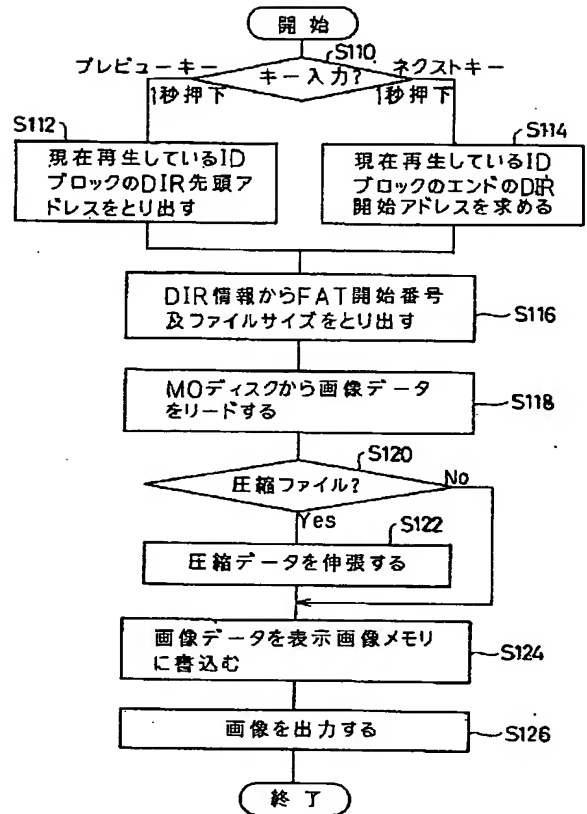 開始
S110
プレビューキー
キー入力?
ネクストキー
1秒押下
1秒押下
S112
S114
現在再生しているID
ブロックのDIR先頭ア
ドレスをとり出す
現在再生しているID
ブロックのエンドのDIR
開始アドレスを求める
DIR情報からFAT開始番号
及ファイルサイズをとり出す
S116
MOディスクから画像データ
をリードする
S118
S120
圧縮ファイル?
No
Yes
S122
圧縮データを伸張する
画像データを表示画像メモリ
に書込む
S124
画像を出力する
S126
終了